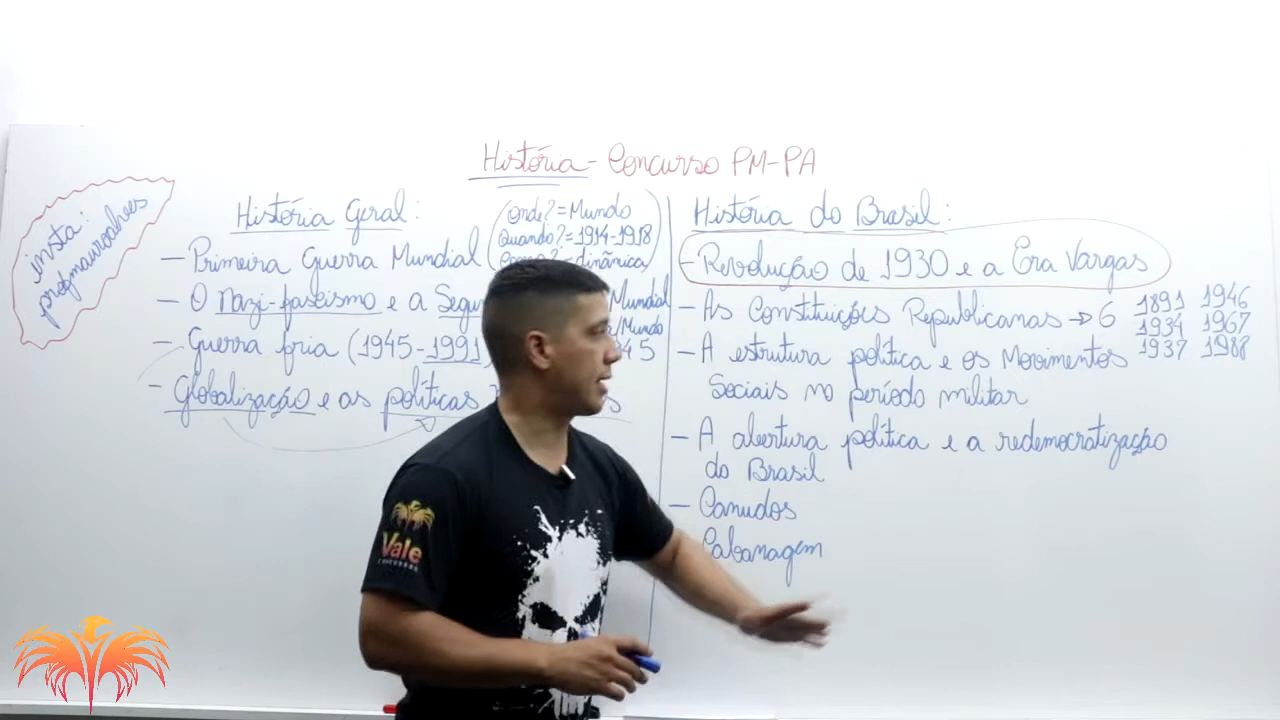 História - Concurso PM-PA
insta
profmauroalvees
História Geral:
(Onde? = Mundo
Quando? = 1914-1918
= dinâmica)
- Primeira Guerra Mundial
- O Nazi-fascismo e a Segu Mundial
/Mundo
- Guerra fria (1945-1991) 45
- Globalização e as políticas
História do Brasil:
- Revolução de 1930 e a Era Vargas
- As Constituições Republicanas → 6
1891 1946
1934 1967
1937 1988
- A estrutura política e os Movimentos
Sociais no período militar
- A abertura política e a redemocratização
do Brasil
- Canudos
Cabanagem
Vale
CONCURSOS